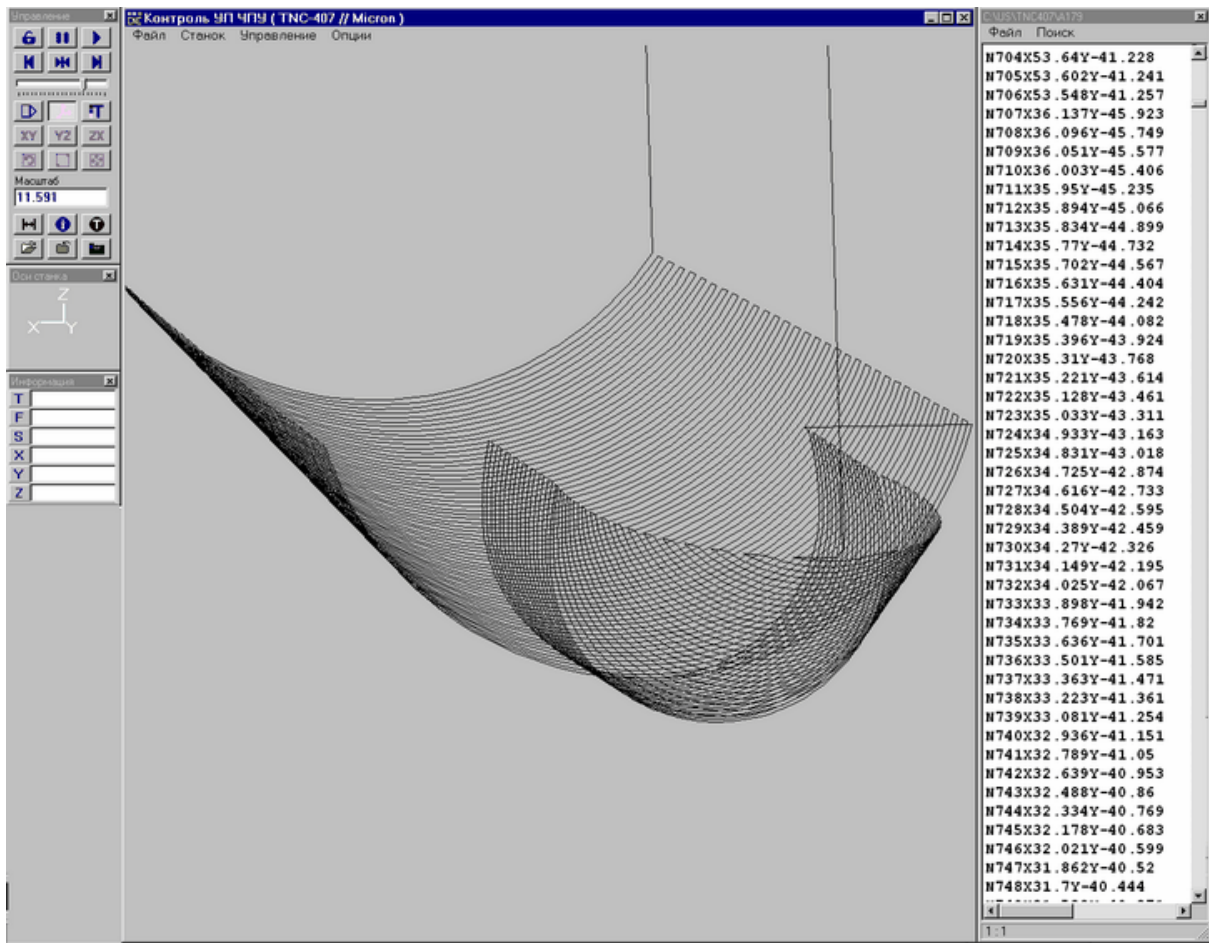 Управление
XY YZ ZX
Масштаб
11.591
Оси станка
Z
X Y
Информация
T
F
S
X
Y
Z
Контроль УП ЧПУ ( TNC-407 // Micron )
Файл Станок Управление Опции
C:\US\TNC407\A179
Файл Поиск
N704X53.64Y-41.228
N705X53.602Y-41.241
N706X53.548Y-41.257
N707X36.137Y-45.923
N708X36.096Y-45.749
N709X36.051Y-45.577
N710X36.003Y-45.406
N711X35.95Y-45.235
N712X35.894Y-45.066
N713X35.834Y-44.899
N714X35.77Y-44.732
N715X35.702Y-44.567
N716X35.631Y-44.404
N717X35.556Y-44.242
N718X35.478Y-44.082
N719X35.396Y-43.924
N720X35.31Y-43.768
N721X35.221Y-43.614
N722X35.128Y-43.461
N723X35.033Y-43.311
N724X34.933Y-43.163
N725X34.831Y-43.018
N726X34.725Y-42.874
N727X34.616Y-42.733
N728X34.504Y-42.595
N729X34.389Y-42.459
N730X34.27Y-42.326
N731X34.149Y-42.195
N732X34.025Y-42.067
N733X33.898Y-41.942
N734X33.769Y-41.82
N735X33.636Y-41.701
N736X33.501Y-41.585
N737X33.363Y-41.471
N738X33.223Y-41.361
N739X33.081Y-41.254
N740X32.936Y-41.151
N741X32.789Y-41.05
N742X32.639Y-40.953
N743X32.488Y-40.86
N744X32.334Y-40.769
N745X32.178Y-40.683
N746X32.021Y-40.599
N747X31.862Y-40.52
N748X31.7Y-40.444
1:1